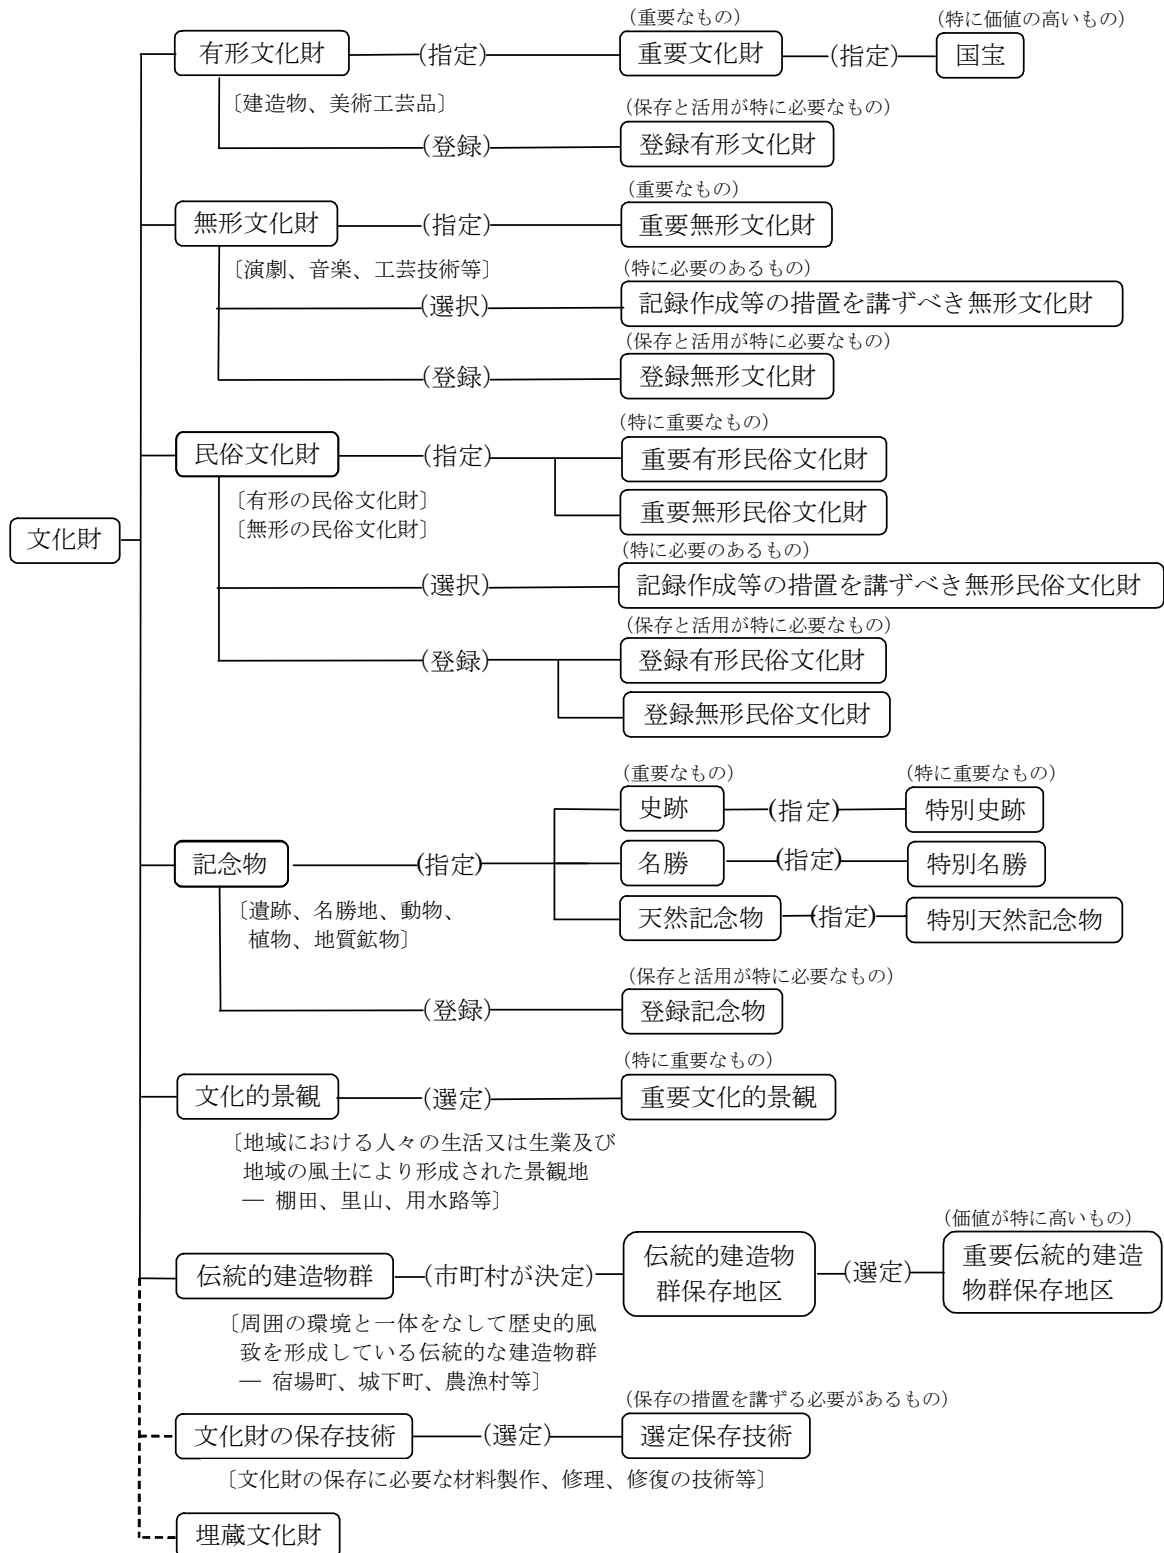 (重要なもの)
(特に価値の高いもの)
有形文化財
(指定)
重要文化財
(指定)
国宝
〔建造物、美術工芸品〕
(保存と活用が特に必要なもの)
(登録)
登録有形文化財
(重要なもの)
無形文化財
(指定)
重要無形文化財
〔演劇、音楽、工芸技術等〕
(特に必要のあるもの)
(選択)
記録作成等の措置を講ずべき無形文化財
(保存と活用が特に必要なもの)
(登録)
登録無形文化財
(特に重要なもの)
民俗文化財
(指定)
重要有形民俗文化財
〔有形の民俗文化財〕
〔無形の民俗文化財〕
重要無形民俗文化財
文化財
(特に必要のあるもの)
(選択)
記録作成等の措置を講ずべき無形民俗文化財
(保存と活用が特に必要なもの)
(登録)
登録有形民俗文化財
登録無形民俗文化財
(重要なもの)
(特に重要なもの)
史跡
(指定)
特別史跡
記念物
(指定)
名勝
(指定)
特別名勝
〔遺跡、名勝地、動物、
植物、地質鉱物〕
天然記念物
(指定)
特別天然記念物
(保存と活用が特に必要なもの)
(登録)
登録記念物
(特に重要なもの)
文化的景観
(選定)
重要文化的景観
〔地域における人々の生活又は生業及び
地域の風土により形成された景観地
― 棚田、里山、用水路等〕
(価値が特に高いもの)
伝統的建造物群
(市町村が決定)
伝統的建造物
群保存地区
(選定)
重要伝統的建造
物群保存地区
〔周囲の環境と一体をなして歴史的風
致を形成している伝統的な建造物群
― 宿場町、城下町、農漁村等〕
(保存の措置を講ずる必要があるもの)
文化財の保存技術
(選定)
選定保存技術
〔文化財の保存に必要な材料製作、修理、修復の技術等〕
埋蔵文化財